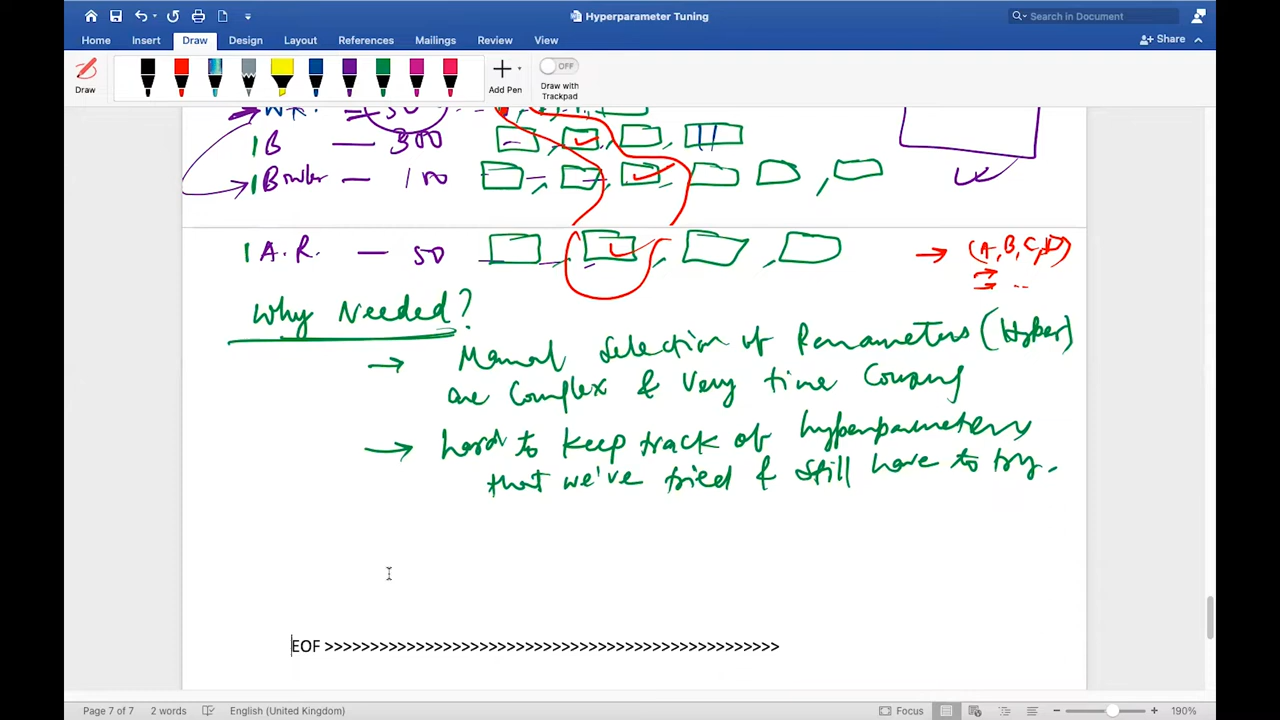 Hyperparameter Tuning
Search in Document
Home Insert Draw Design Layout References Mailings Review View
Share
Draw
Add Pen
OFF
Draw with
Trackpad
1B — 300
1Bowler — 100
1 A.R. — 50
→ (A, B, C, D)
Why Needed?
→ Manual Selection of Parameters (Hyper)
are Complex & Very time
→ hard to keep track of hyperparameters
that we've tried & still have to try.
EOF >>>>>>>>>>>>>>>>>>>>>>>>>>>>>>>>>>>>>>>>>>>>>>>>>>
Page 7 of 7 2 words English (United Kingdom) Focus 190%